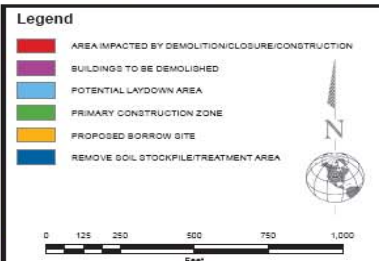 Legend
AREA IMPACTED BY DEMOLITION/CLOSURE/CONSTRUCTION
BUILDINGS TO BE DEMOLISHED
POTENTIAL LAYDOWN AREA
PRIMARY CONSTRUCTION ZONE
PROPOSED BORROW SITE
REMOVE SOIL STOCKPILE/TREATMENT AREA
N
0 125 250 500 750 1,000
Feet